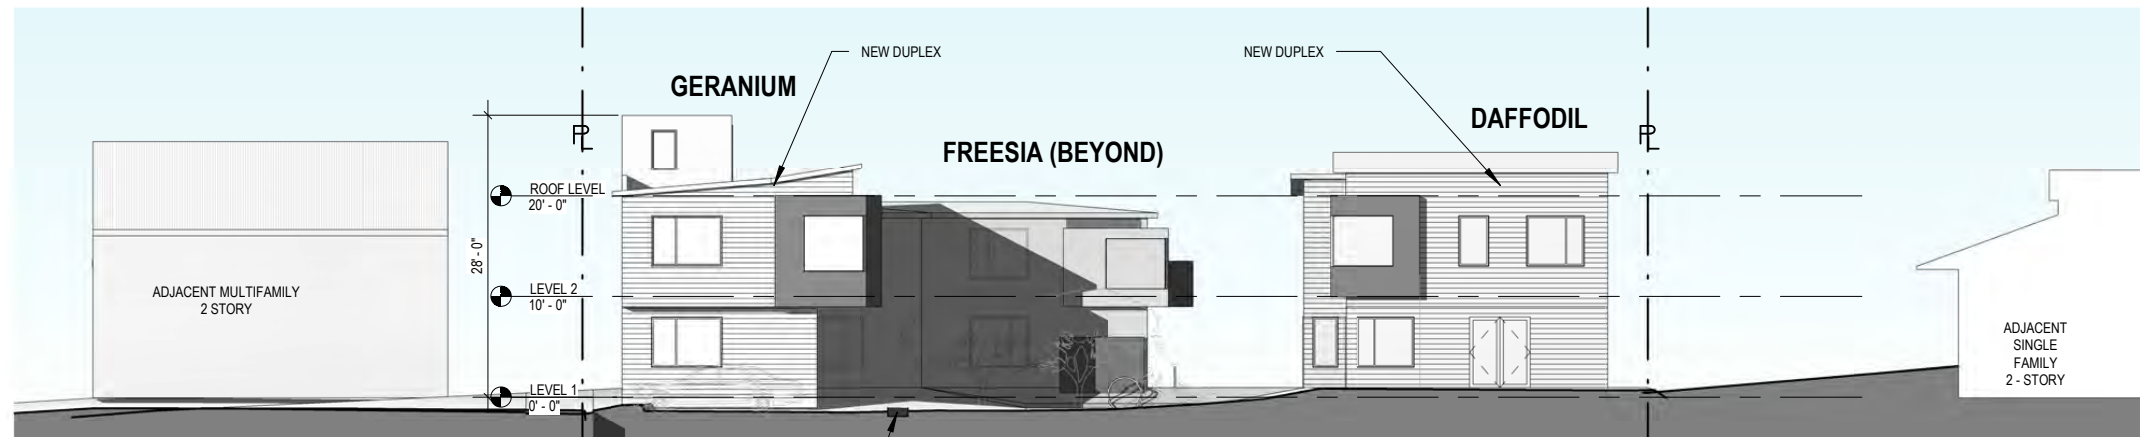 NEW DUPLEX
NEW DUPLEX
GERANIUM
DAFFODIL
PL
PL
FREESIA (BEYOND)
ROOF LEVEL
20' - 0"
28' - 0"
LEVEL 2
10' - 0"
ADJACENT MULTIFAMILY
2 STORY
ADJACENT
SINGLE
FAMILY
2 - STORY
LEVEL 1
0' - 0"